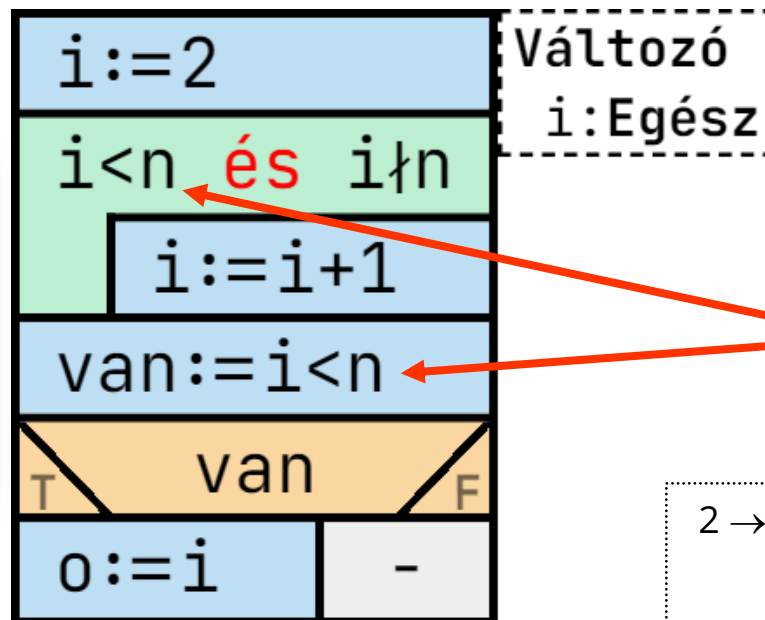 i:=2
Változó
i:Egész
i<n és i∤n
i:=i+1
van:=i<n
T van F
o:=i -
2 →